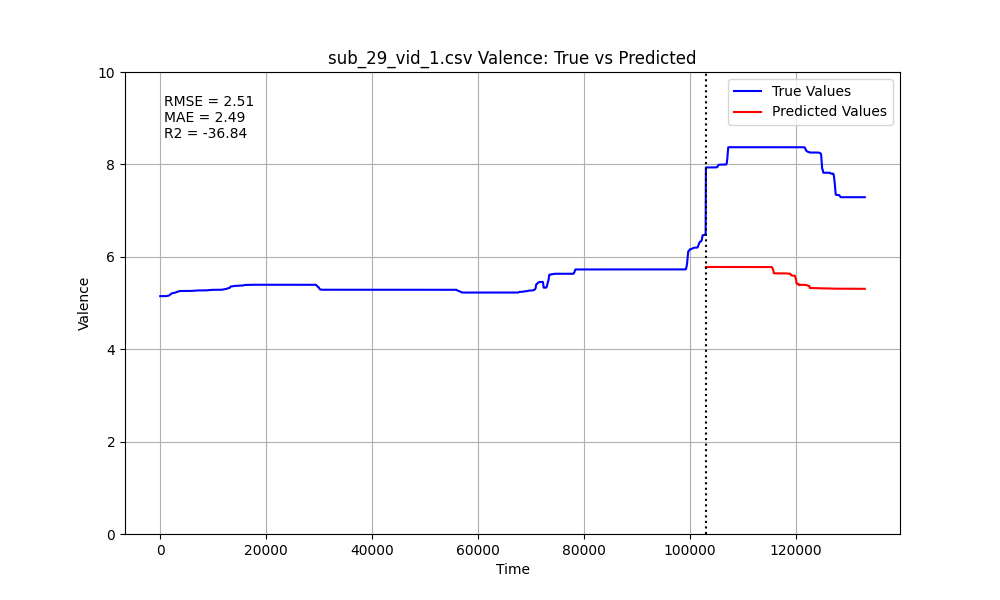 sub_29_vid_1.csv Valence: True vs Predicted
10
8
6
4
2
0
Valence
RMSE = 2.51
MAE = 2.49
R2 = -36.84
True Values
Predicted Values
0 20000 40000 60000 80000 100000 120000
Time